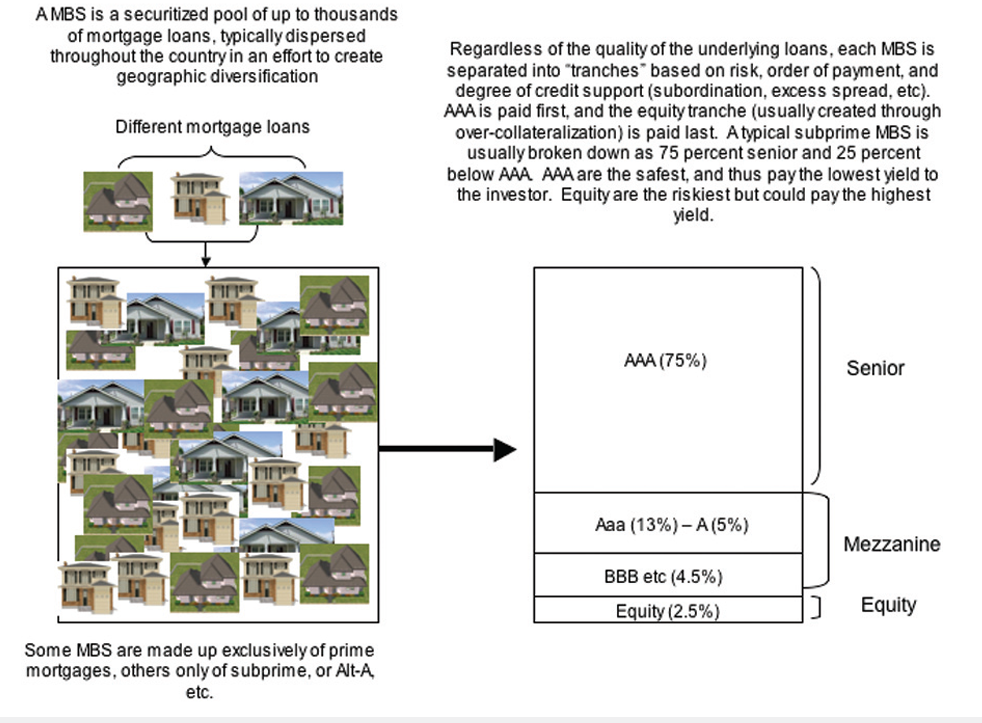 A MBS is a securitized pool of up to thousands
of mortgage loans, typically dispersed
throughout the country in an effort to create
geographic diversification
Different mortgage loans
Some MBS are made up exclusively of prime
mortgages, others only of subprime, or Alt-A,
etc.
Regardless of the quality of the underlying loans, each MBS is
separated into “tranches” based on risk, order of payment, and
degree of credit support (subordination, excess spread, etc).
AAA is paid first, and the equity tranche (usually created through
over-collateralization) is paid last. A typical subprime MBS is
usually broken down as 75 percent senior and 25 percent
below AAA. AAA are the safest, and thus pay the lowest yield to
the investor. Equity are the riskiest but could pay the highest
yield.
AAA (75%)
Senior
Aaa (13%) – A (5%)
BBB etc (4.5%)
Mezzanine
Equity (2.5%)
Equity